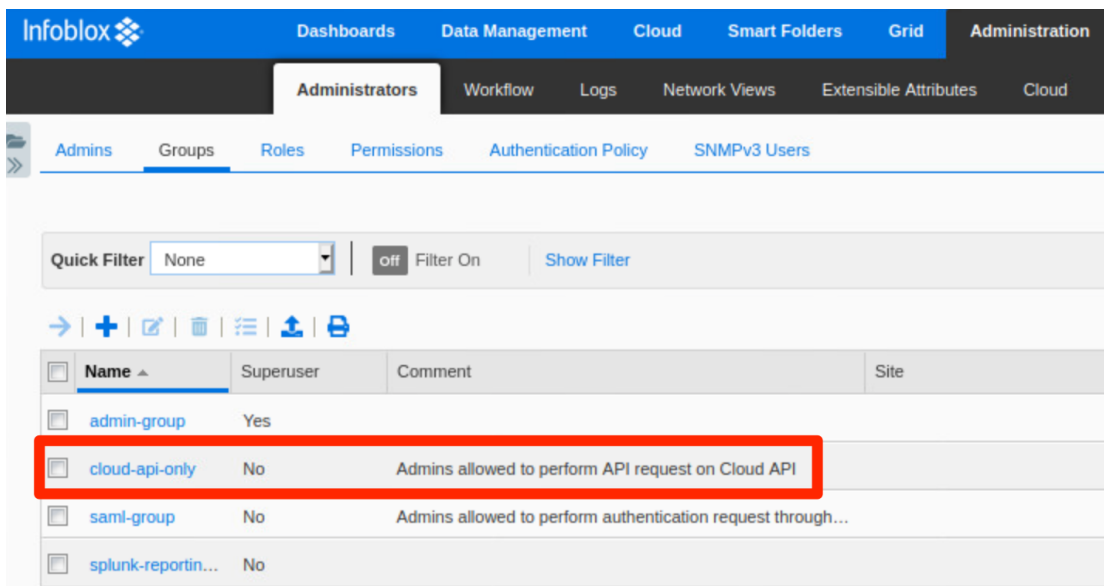 Infoblox Dashboards Data Management Cloud Smart Folders Grid Administration
Administrators Workflow Logs Network Views Extensible Attributes Cloud
Admins Groups Roles Permissions Authentication Policy SNMPv3 Users
Quick Filter None Off Filter On Show Filter
Name Superuser Comment Site
admin-group Yes
cloud-api-only No Admins allowed to perform API request on Cloud API
saml-group No Admins allowed to perform authentication request through…
splunk-reportin… No